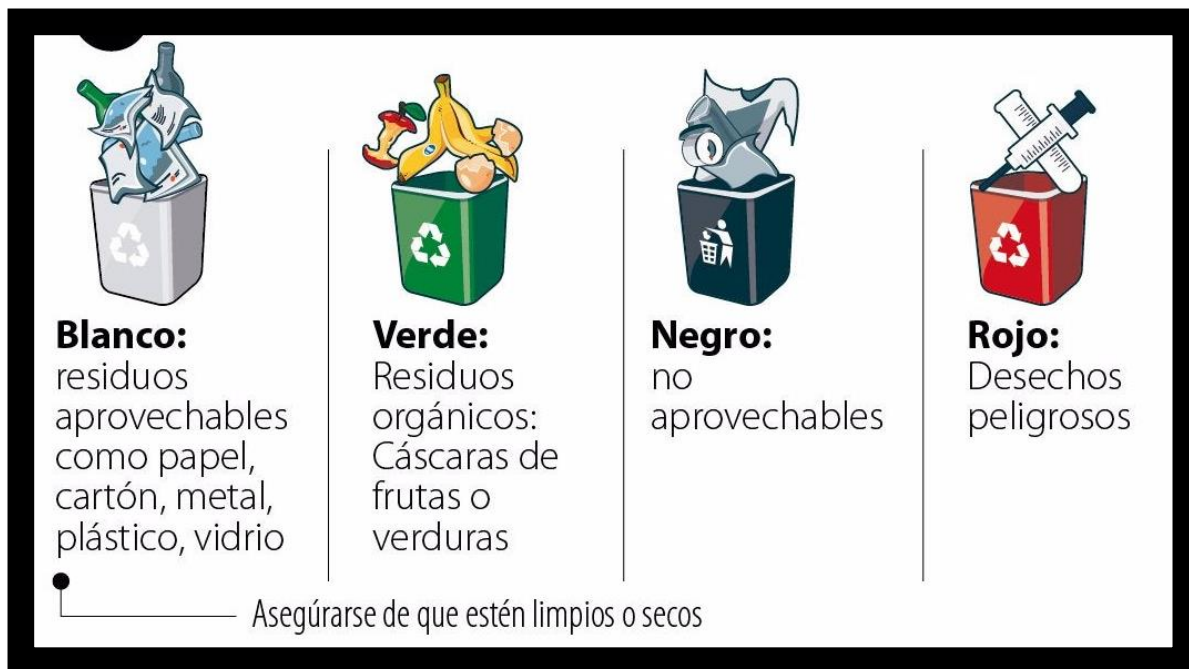 Blanco:
residuos
aprovechables
como papel,
cartón, metal,
plástico, vidrio
Verde:
Residuos
orgánicos:
Cáscaras de
frutas o
verduras
Negro:
no
aprovechables
Rojo:
Desechos
peligrosos
Asegúrarse de que estén limpios o secos